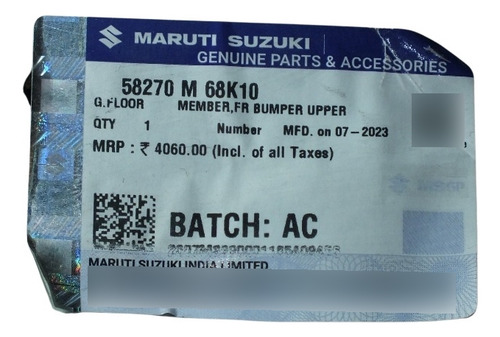 MARUTI SUZUKI
GENUINE PARTS & ACCESSORIES
58270 M 68K10
G.FLOOR MEMBER,FR BUMPER UPPER
QTY 1 Number MFD. on 07-2023
MRP : ₹ 4060.00 (Incl. of all Taxes)
BATCH: AC
MARUTI SUZUKI INDIA LIMITED